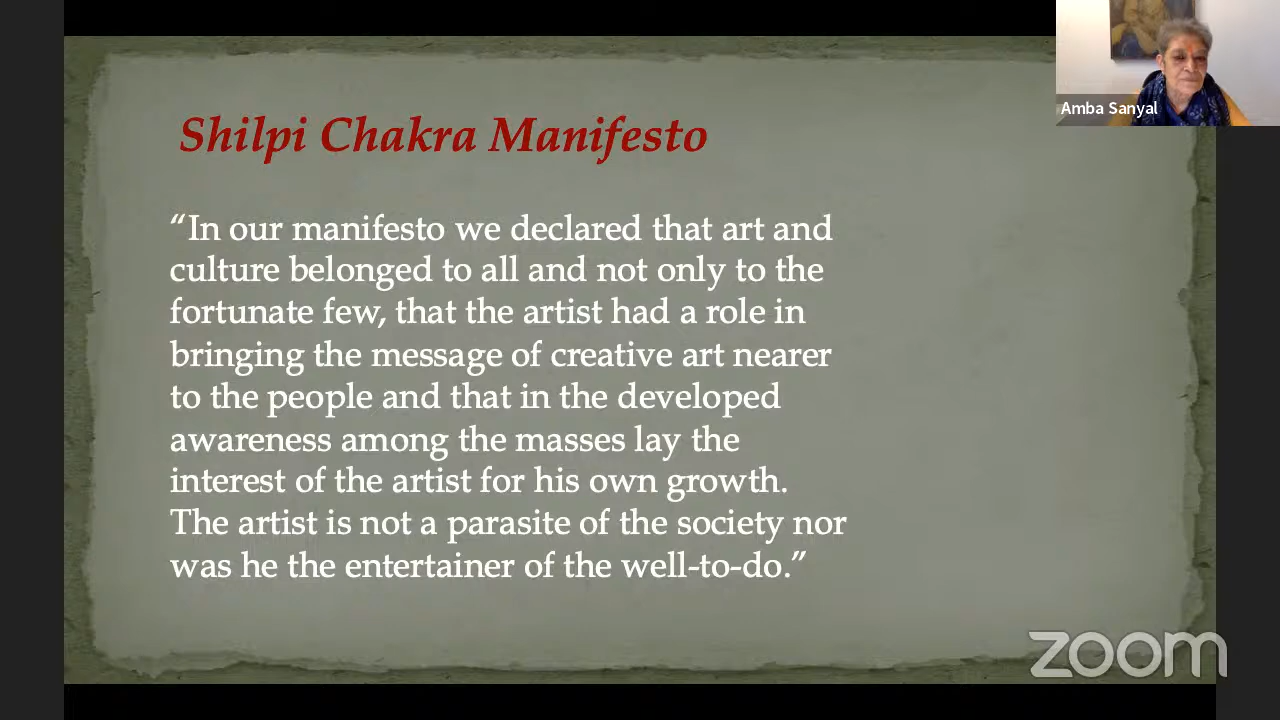 Amba Sanyal
Shilpi Chakra Manifesto
“In our manifesto we declared that art and
culture belonged to all and not only to the
fortunate few, that the artist had a role in
bringing the message of creative art nearer
to the people and that in the developed
awareness among the masses lay the
interest of the artist for his own growth.
The artist is not a parasite of the society nor
was he the entertainer of the well-to-do.”
zoom